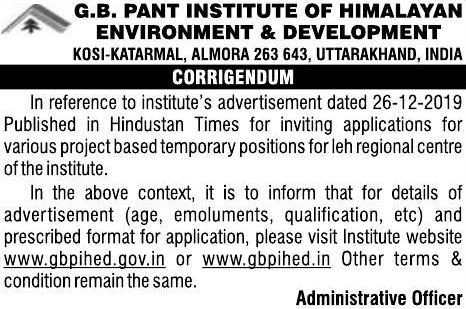 G.B. PANT INSTITUTE OF HIMALAYAN
ENVIRONMENT & DEVELOPMENT
KOSI-KATARMAL, ALMORA 263 643, UTTARAKHAND, INDIA
CORRIGENDUM
In reference to institute's advertisement dated 26-12-2019
Published in Hindustan Times for inviting applications for
various project based temporary positions for leh regional centre
of the institute.
In the above context, it is to inform that for details of
advertisement (age, emoluments, qualification, etc) and
prescribed format for application, please visit Institute website
www.gbpihed.gov.in or www.gbpihed.in Other terms &
condition remain the same.
Administrative Officer